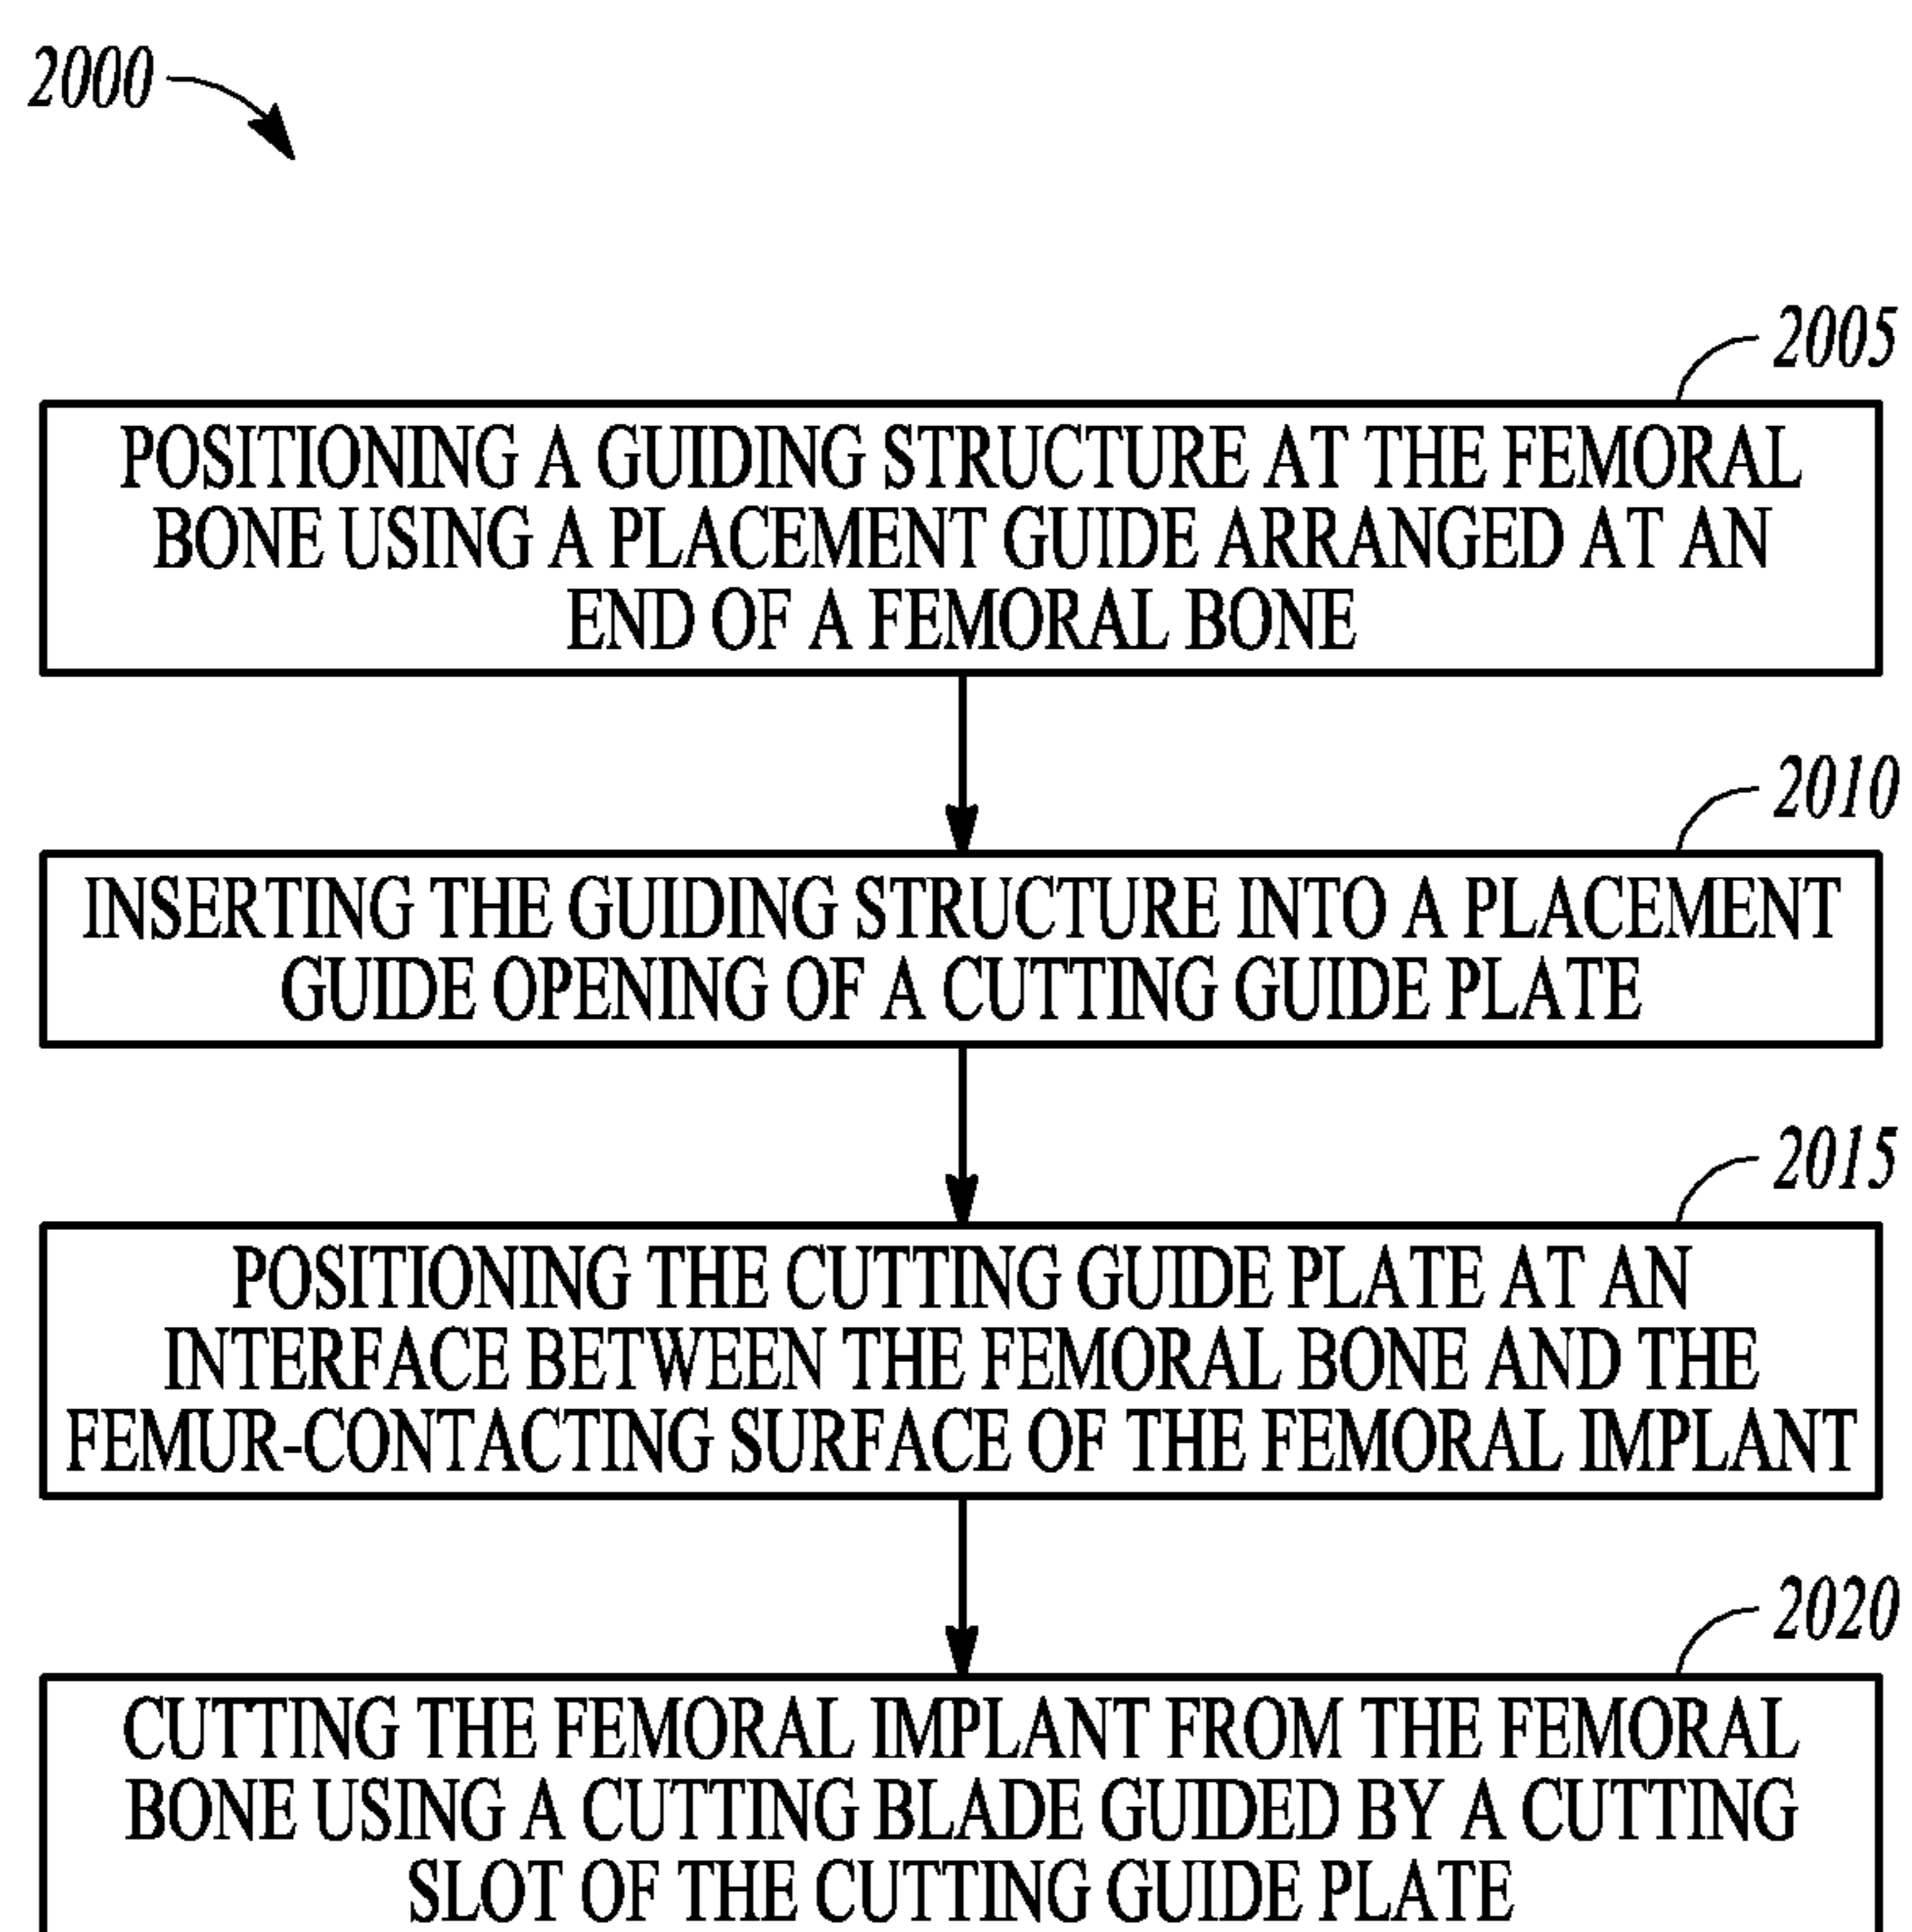 2000
2005
POSITIONING A GUIDING STRUCTURE AT THE FEMORAL
BONE USING A PLACEMENT GUIDE ARRANGED AT AN
END OF A FEMORAL BONE
2010
INSERTING THE GUIDING STRUCTURE INTO A PLACEMENT
GUIDE OPENING OF A CUTTING GUIDE PLATE
2015
POSITIONING THE CUTTING GUIDE PLATE AT AN
INTERFACE BETWEEN THE FEMORAL BONE AND THE
FEMUR-CONTACTING SURFACE OF THE FEMORAL IMPLANT
2020
CUTTING THE FEMORAL IMPLANT FROM THE FEMORAL
BONE USING A CUTTING BLADE GUIDED BY A CUTTING
SLOT OF THE CUTTING GUIDE PLATE